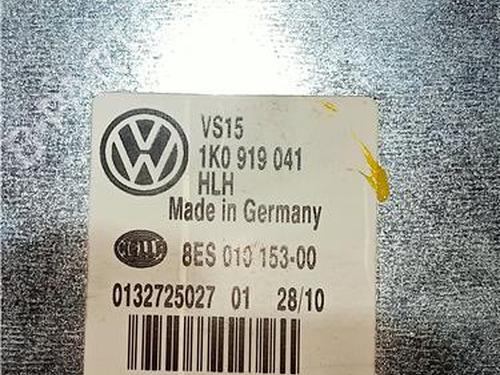 VS15
1K0 919 041
HLH
Made in Germany
8ES 010 153-00
0132725027 01 28/10